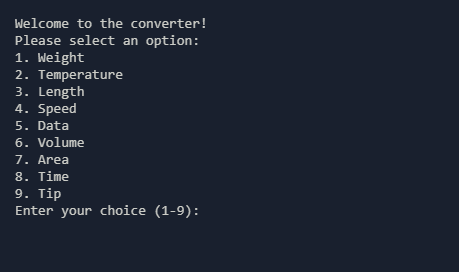 Welcome to the converter!
Please select an option:
1. Weight
2. Temperature
3. Length
4. Speed
5. Data
6. Volume
7. Area
8. Time
9. Tip
Enter your choice (1-9):